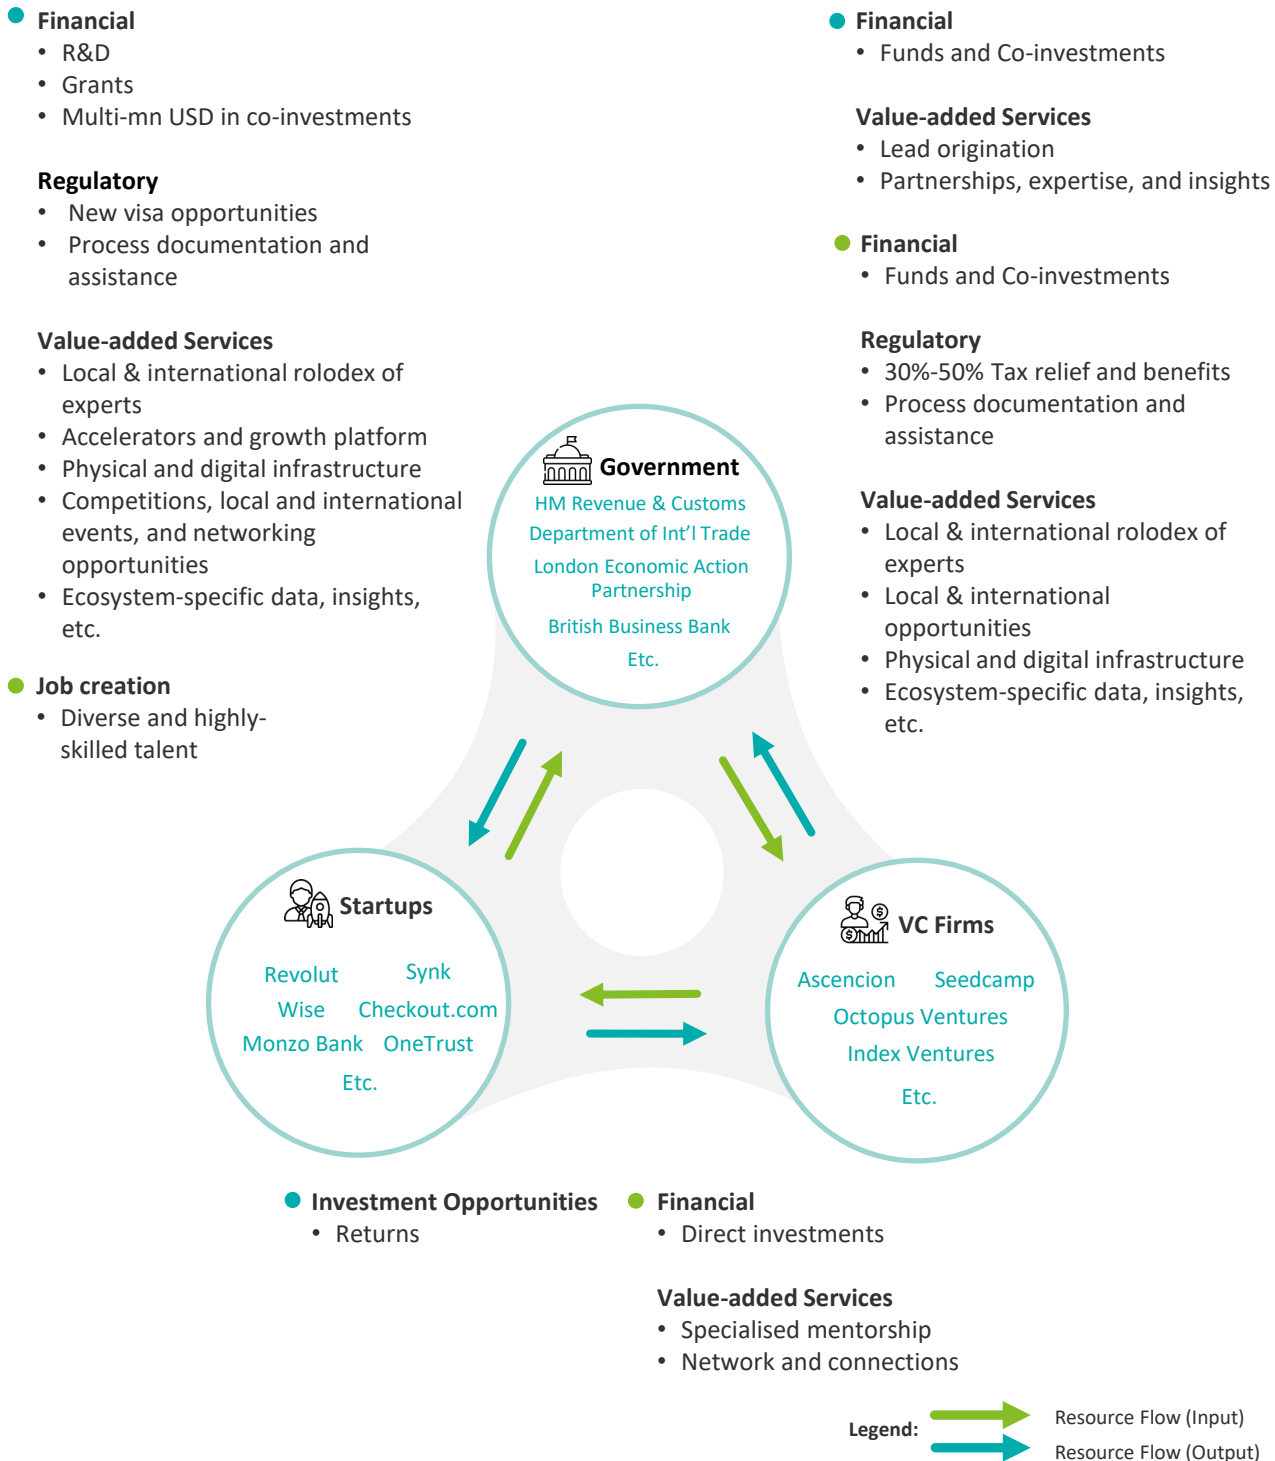 Financial
• R&D
• Grants
• Multi-mn USD in co-investments
Regulatory
• New visa opportunities
• Process documentation and
assistance
Value-added Services
• Local & international rolodex of
experts
• Accelerators and growth platform
• Physical and digital infrastructure
• Competitions, local and international
events, and networking
opportunities
• Ecosystem-specific data, insights,
etc.
Job creation
• Diverse and highly-
skilled talent
Financial
• Funds and Co-investments
Value-added Services
• Lead origination
• Partnerships, expertise, and insights
Financial
• Funds and Co-investments
Regulatory
• 30%-50% Tax relief and benefits
• Process documentation and
assistance
Value-added Services
• Local & international rolodex of
experts
• Local & international
opportunities
• Physical and digital infrastructure
• Ecosystem-specific data, insights,
etc.
Government
HM Revenue & Customs
Department of Int’l Trade
London Economic Action
Partnership
British Business Bank
Etc.
Startups
Revolut Synk
Wise Checkout.com
Monzo Bank OneTrust
Etc.
VC Firms
Ascencion Seedcamp
Octopus Ventures
Index Ventures
Etc.
Investment Opportunities
• Returns
Financial
• Direct investments
Value-added Services
• Specialised mentorship
• Network and connections
Legend:
Resource Flow (Input)
Resource Flow (Output)